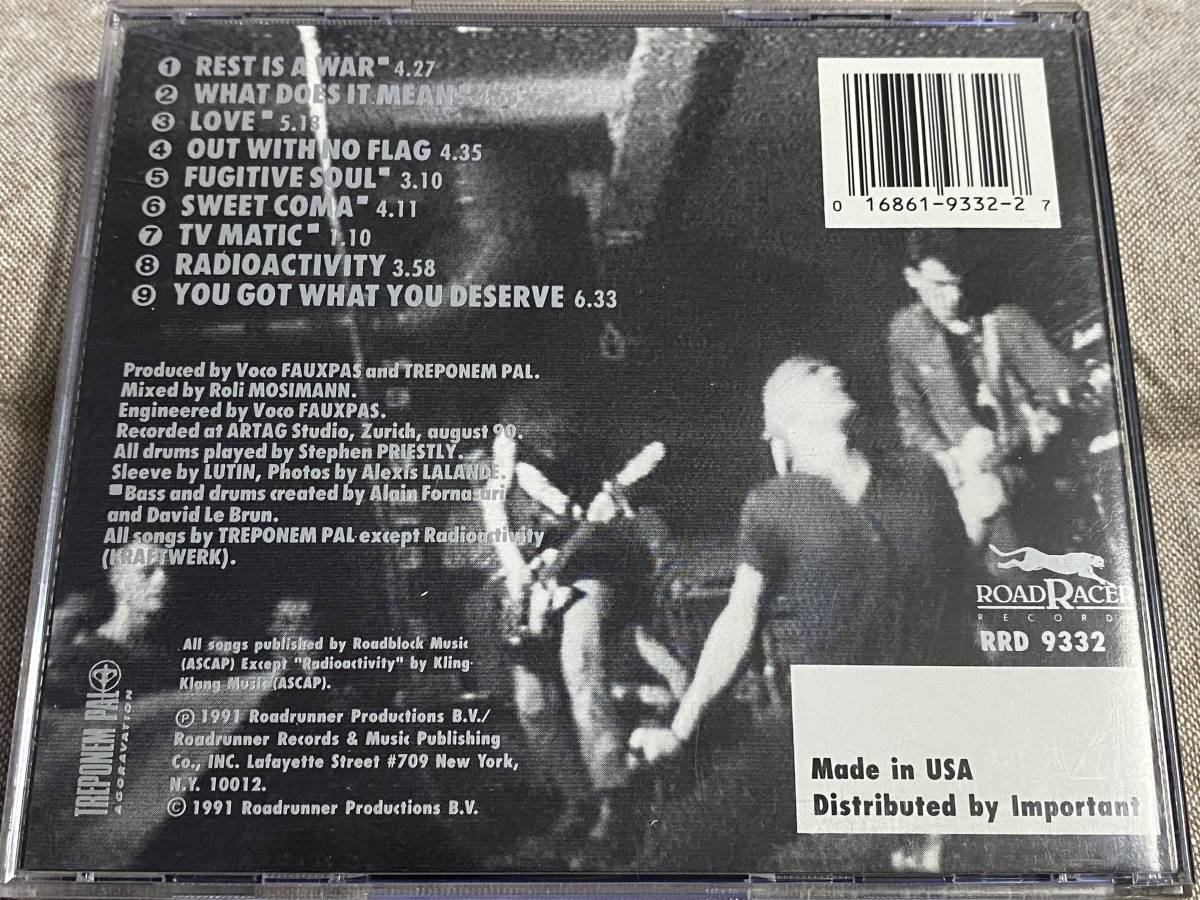 1 REST IS A WAR■ 4.27
2 WHAT DOES IT MEAN■
3 LOVE■ 5.13
4 OUT WITH NO FLAG 4.35
5 FUGITIVE SOUL■ 3.10
6 SWEET COMA■ 4.11
7 TV MATIC■ 1.10
8 RADIOACTIVITY 3.58
9 YOU GOT WHAT YOU DESERVE 6.33
0 16861-9332-2 7
Produced by Voco FAUXPAS and TREPONEM PAL.
Mixed by Roli MOSIMANN.
Engineered by Voco FAUXPAS.
Recorded at ARTAG Studio, Zurich, august 90.
All drums played by Stephen PRIESTLY.
Sleeve by LUTIN, Photos by Alexis LALANDE.
■Bass and drums created by Alain Fornasari
and David Le Brun.
All songs by TREPONEM PAL except Radioactivity
(KRAFTWERK).
ROADRACER
RECORDS
RRD 9332
All songs published by Roadblock Music
(ASCAP) Except "Radioactivity" by Kling-
Klang Music (ASCAP).
TREPONEM PAL
AGGRAVATION
℗ 1991 Roadrunner Productions B.V./
Roadrunner Records & Music Publishing
Co., INC. Lafayette Street #709 New York,
N.Y. 10012.
© 1991 Roadrunner Productions B.V.
Made in USA
Distributed by Important